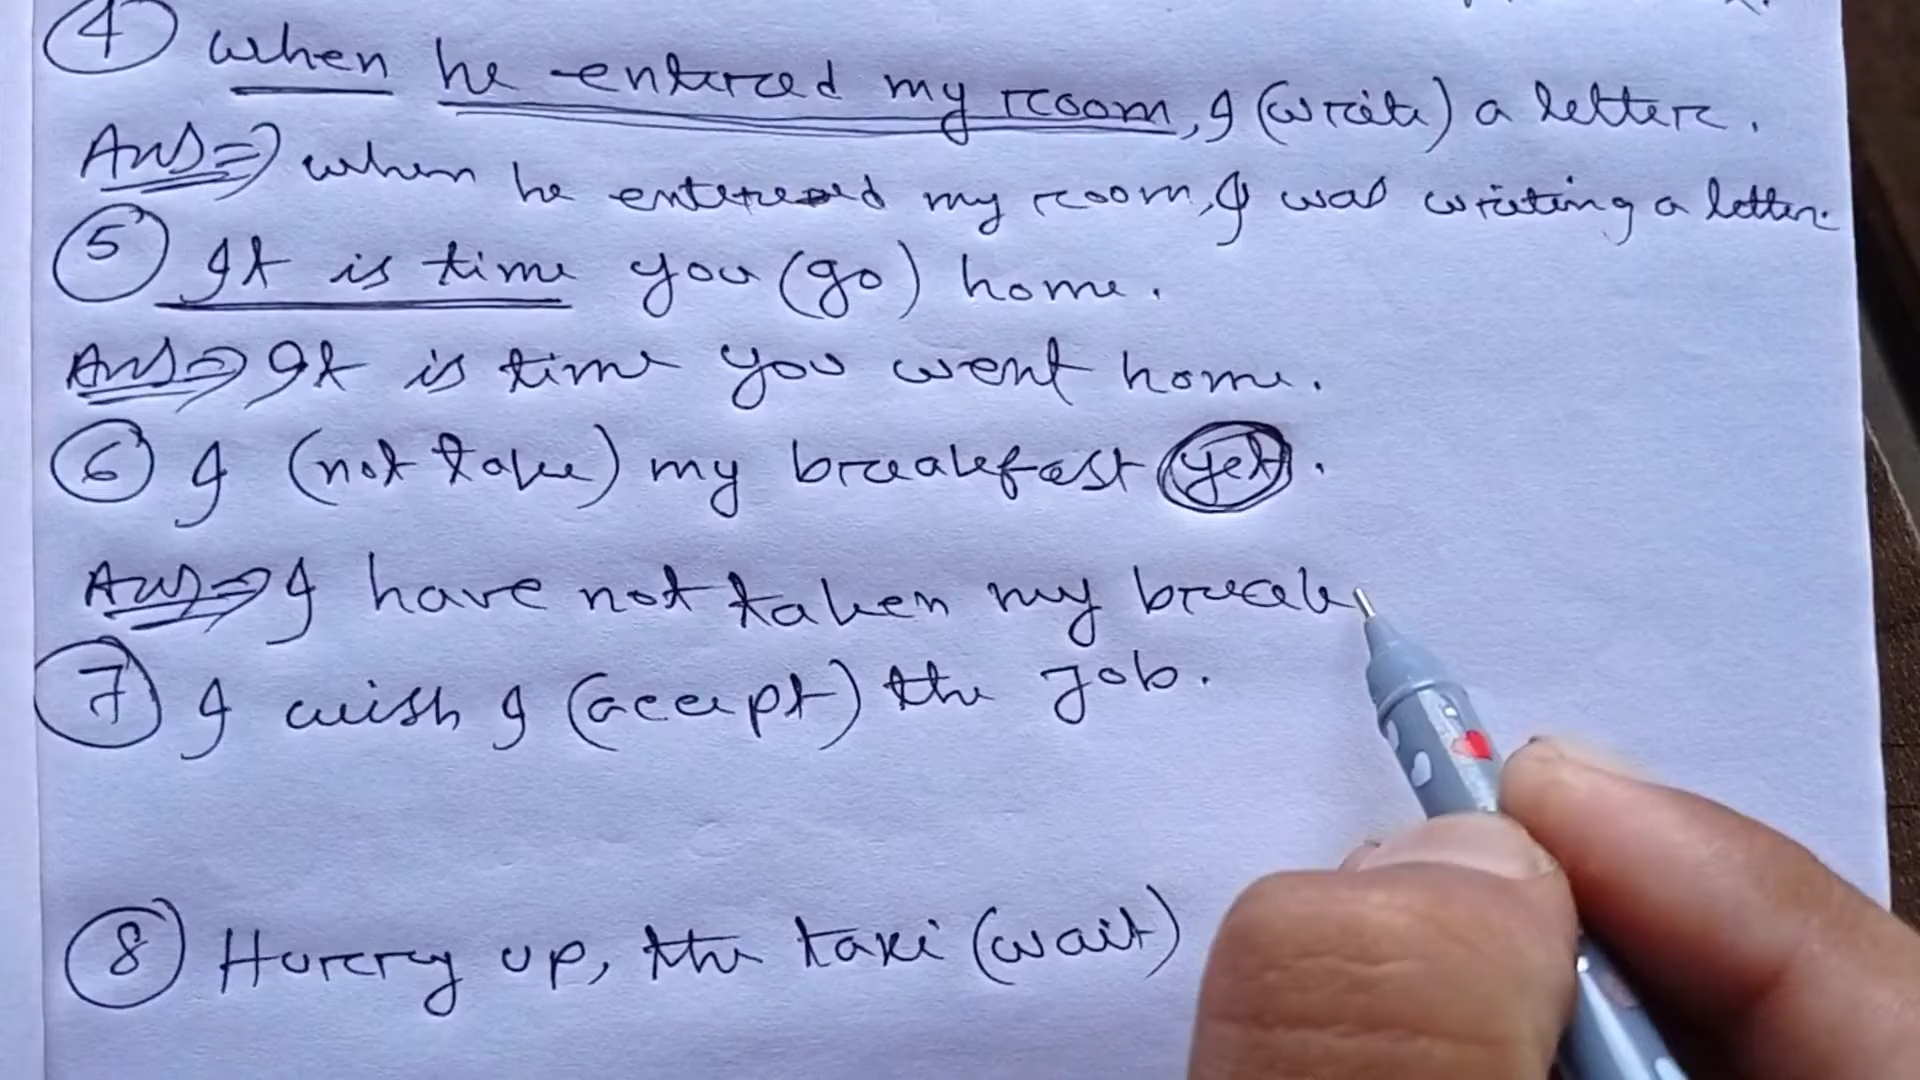 ④ When he entered my room, I (write) a letter.
Ans⇒ When he entered my room, I was writing a letter.
⑤ It is time you (go) home.
Ans⇒ It is time you went home.
⑥ I (not take) my breakfast yet.
Ans⇒ I have not taken my break
⑦ I wish I (accept) the job.
⑧ Hurry up, the taxi (wait)